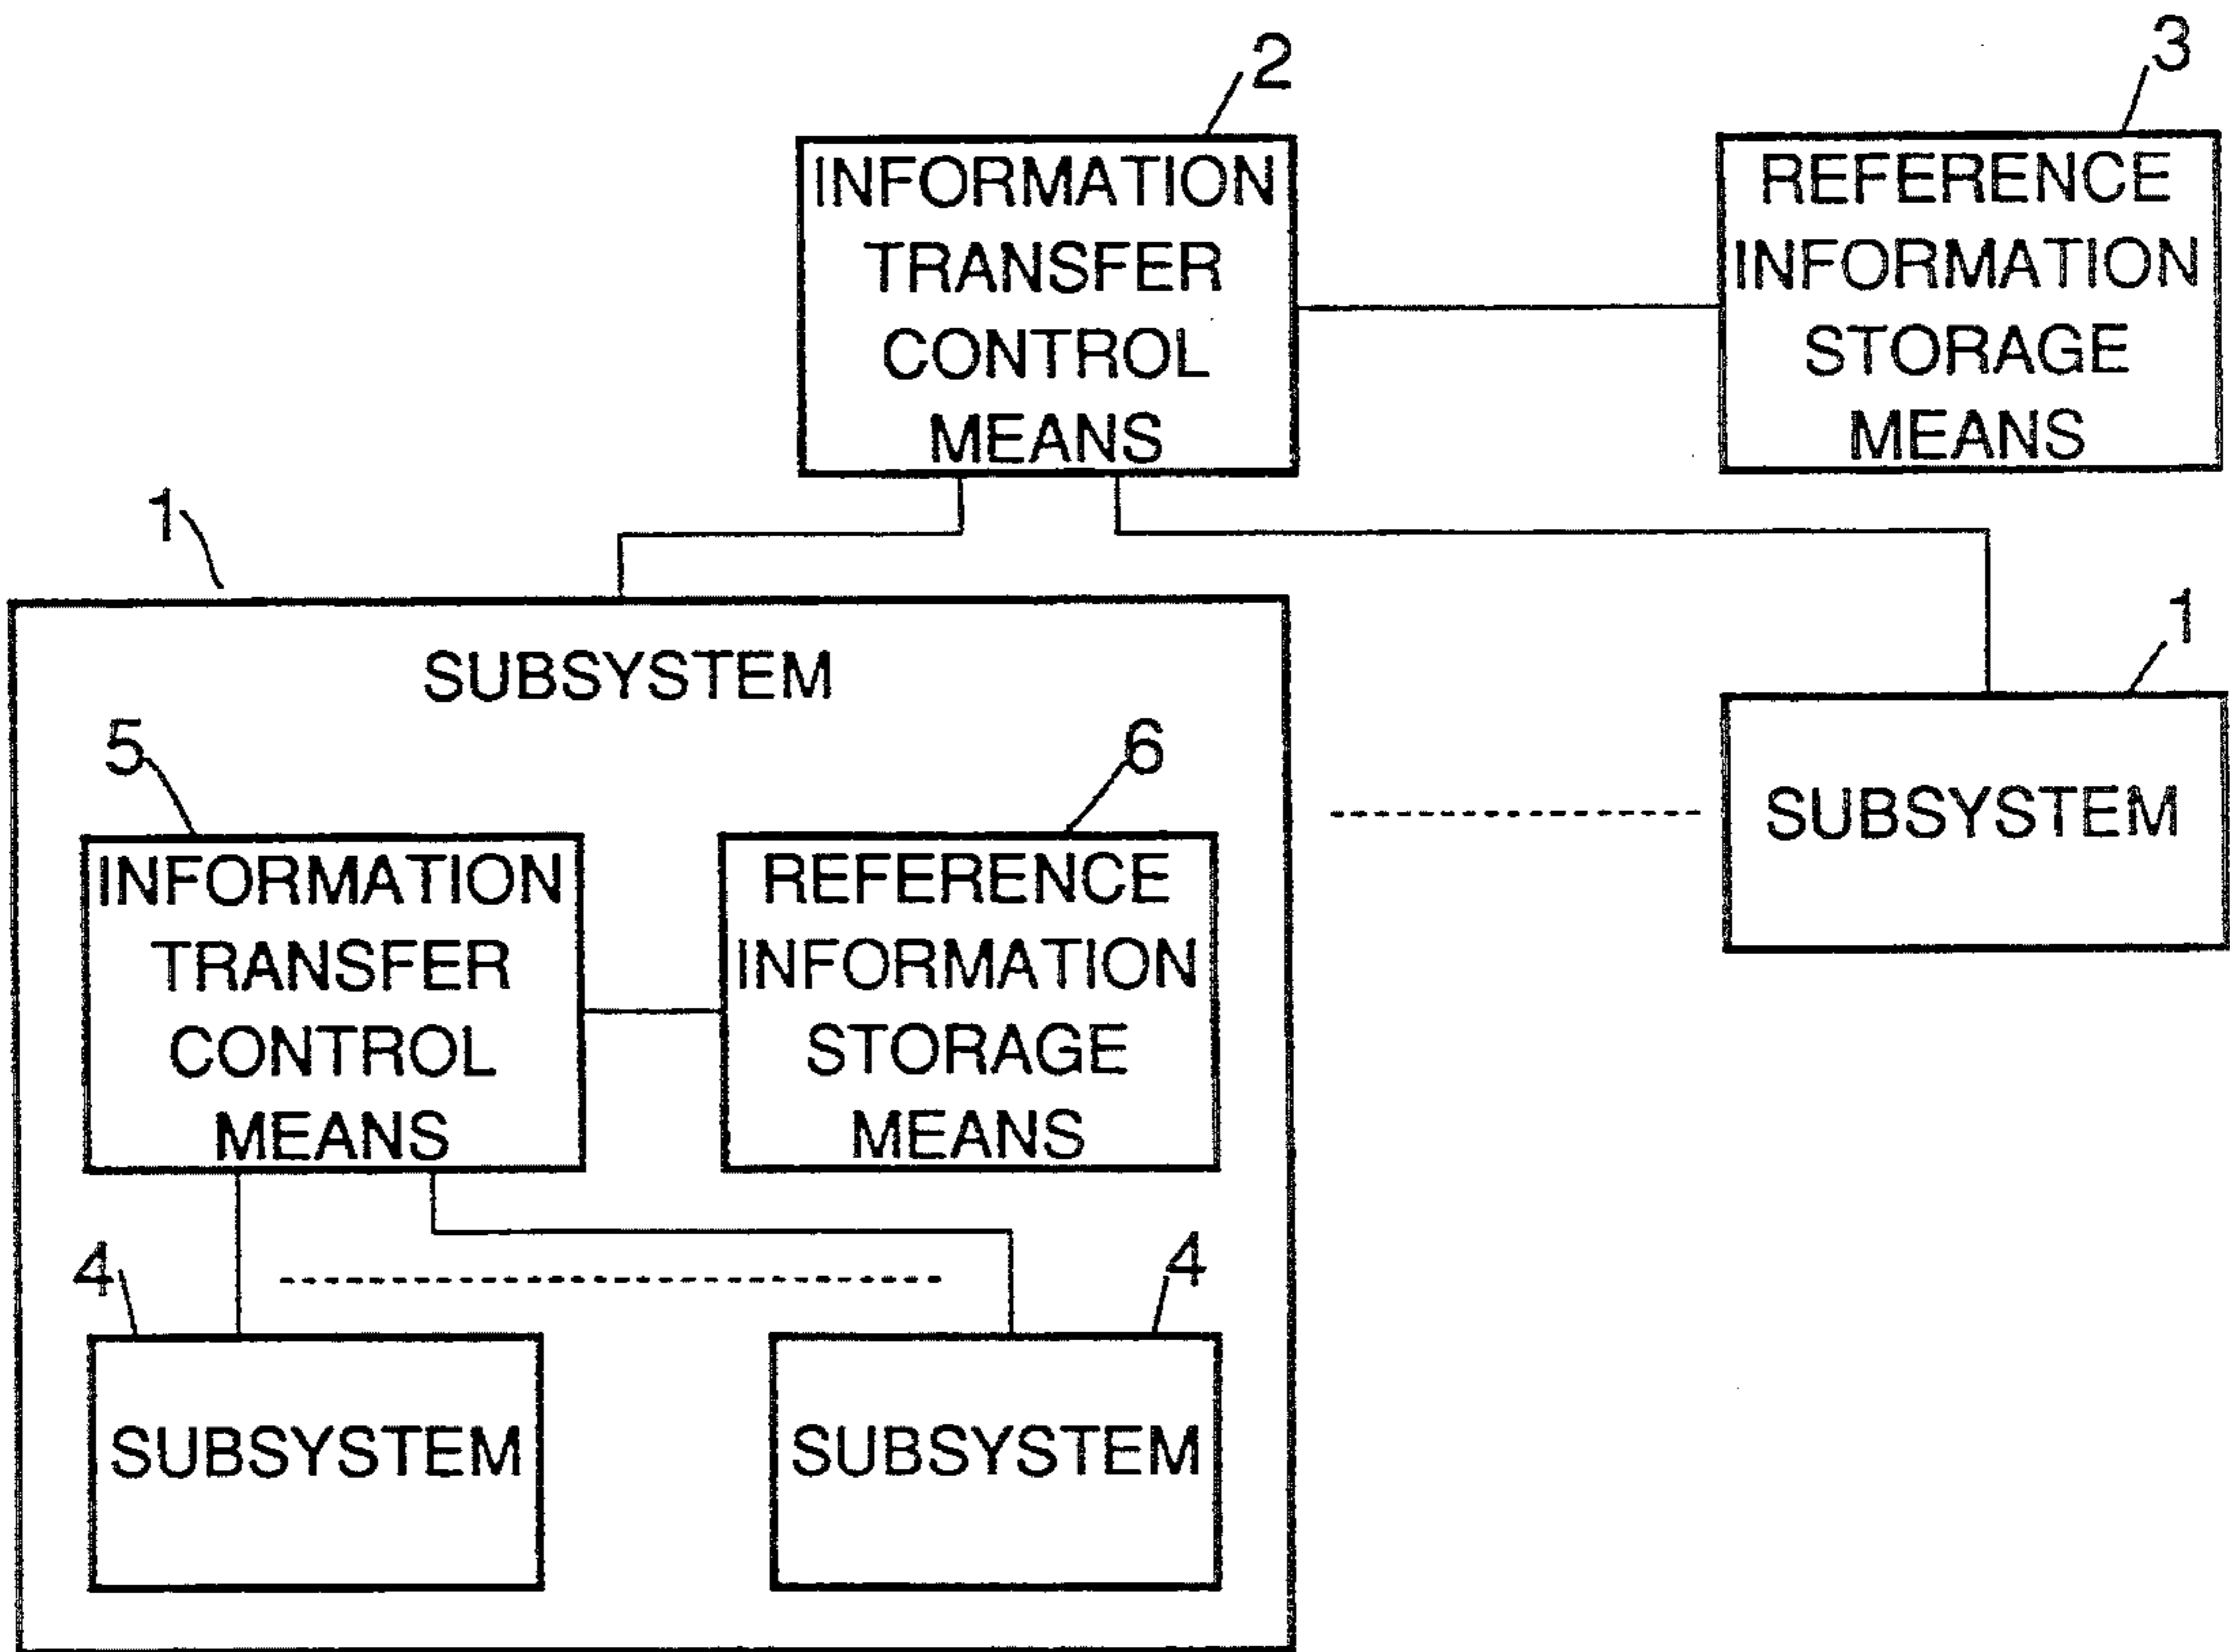 2
INFORMATION
TRANSFER
CONTROL
MEANS
3
REFERENCE
INFORMATION
STORAGE
MEANS
1
SUBSYSTEM
5
INFORMATION
TRANSFER
CONTROL
MEANS
6
REFERENCE
INFORMATION
STORAGE
MEANS
4
SUBSYSTEM
4
SUBSYSTEM
1
SUBSYSTEM